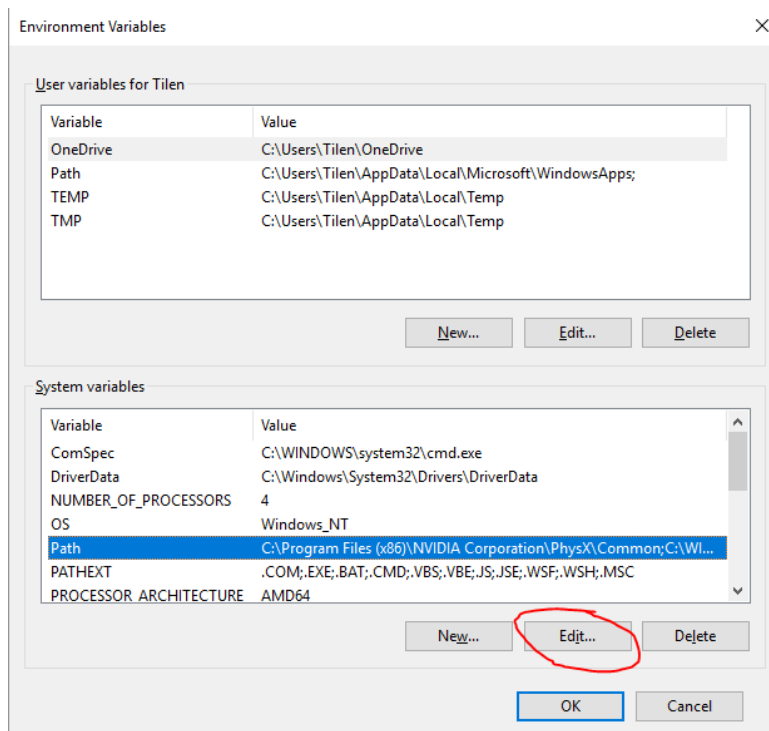 Environment Variables
User variables for Tilen
Variable Value
OneDrive C:\Users\Tilen\OneDrive
Path C:\Users\Tilen\AppData\Local\Microsoft\WindowsApps;
TEMP C:\Users\Tilen\AppData\Local\Temp
TMP C:\Users\Tilen\AppData\Local\Temp
New... Edit... Delete
System variables
Variable Value
ComSpec C:\WINDOWS\system32\cmd.exe
DriverData C:\Windows\System32\Drivers\DriverData
NUMBER_OF_PROCESSORS 4
OS Windows_NT
Path C:\Program Files (x86)\NVIDIA Corporation\PhysX\Common;C:\WI...
PATHEXT .COM;.EXE;.BAT;.CMD;.VBS;.VBE;.JS;.JSE;.WSF;.WSH;.MSC
PROCESSOR_ARCHITECTURE AMD64
New... Edit... Delete
OK Cancel